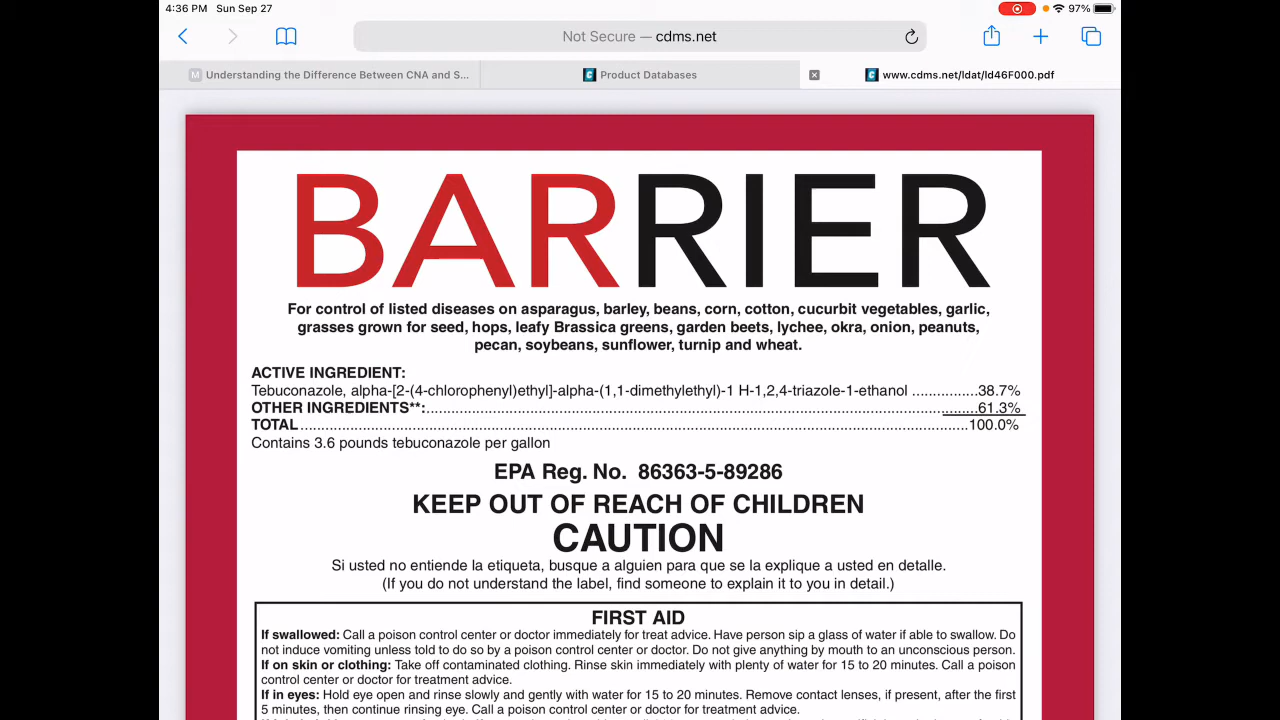 4:36 PM Sun Sep 27
97%
Not Secure — cdms.net
M Understanding the Difference Between CNA and S...
C Product Databases
C www.cdms.net/ldat/ld46F000.pdf
BARRIER
For control of listed diseases on asparagus, barley, beans, corn, cotton, cucurbit vegetables, garlic,
grasses grown for seed, hops, leafy Brassica greens, garden beets, lychee, okra, onion, peanuts,
pecan, soybeans, sunflower, turnip and wheat.
ACTIVE INGREDIENT:
Tebuconazole, alpha-[2-(4-chlorophenyl)ethyl]-alpha-(1,1-dimethylethyl)-1 H-1,2,4-triazole-1-ethanol ................38.7%
OTHER INGREDIENTS**:.............................................................................................................................61.3%
TOTAL...............................................................................................................................................................100.0%
Contains 3.6 pounds tebuconazole per gallon
EPA Reg. No. 86363-5-89286
KEEP OUT OF REACH OF CHILDREN
CAUTION
Si usted no entiende la etiqueta, busque a alguien para que se la explique a usted en detalle.
(If you do not understand the label, find someone to explain it to you in detail.)
FIRST AID
If swallowed: Call a poison control center or doctor immediately for treat advice. Have person sip a glass of water if able to swallow. Do
not induce vomiting unless told to do so by a poison control center or doctor. Do not give anything by mouth to an unconscious person.
If on skin or clothing: Take off contaminated clothing. Rinse skin immediately with plenty of water for 15 to 20 minutes. Call a poison
control center or doctor for treatment advice.
If in eyes: Hold eye open and rinse slowly and gently with water for 15 to 20 minutes. Remove contact lenses, if present, after the first
5 minutes, then continue rinsing eye. Call a poison control center or doctor for treatment advice.